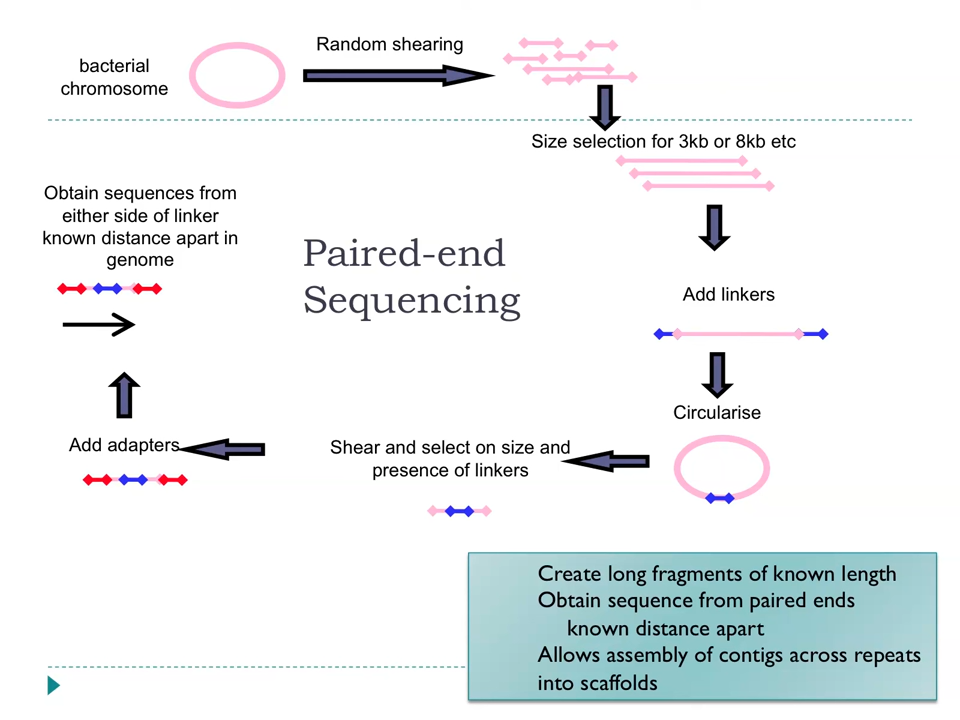 bacterial
chromosome
Random shearing
Size selection for 3kb or 8kb etc
Obtain sequences from
either side of linker
known distance apart in
genome
Paired-end
Sequencing
Add linkers
Circularise
Shear and select on size and
presence of linkers
Add adapters
Create long fragments of known length
Obtain sequence from paired ends
known distance apart
Allows assembly of contigs across repeats
into scaffolds